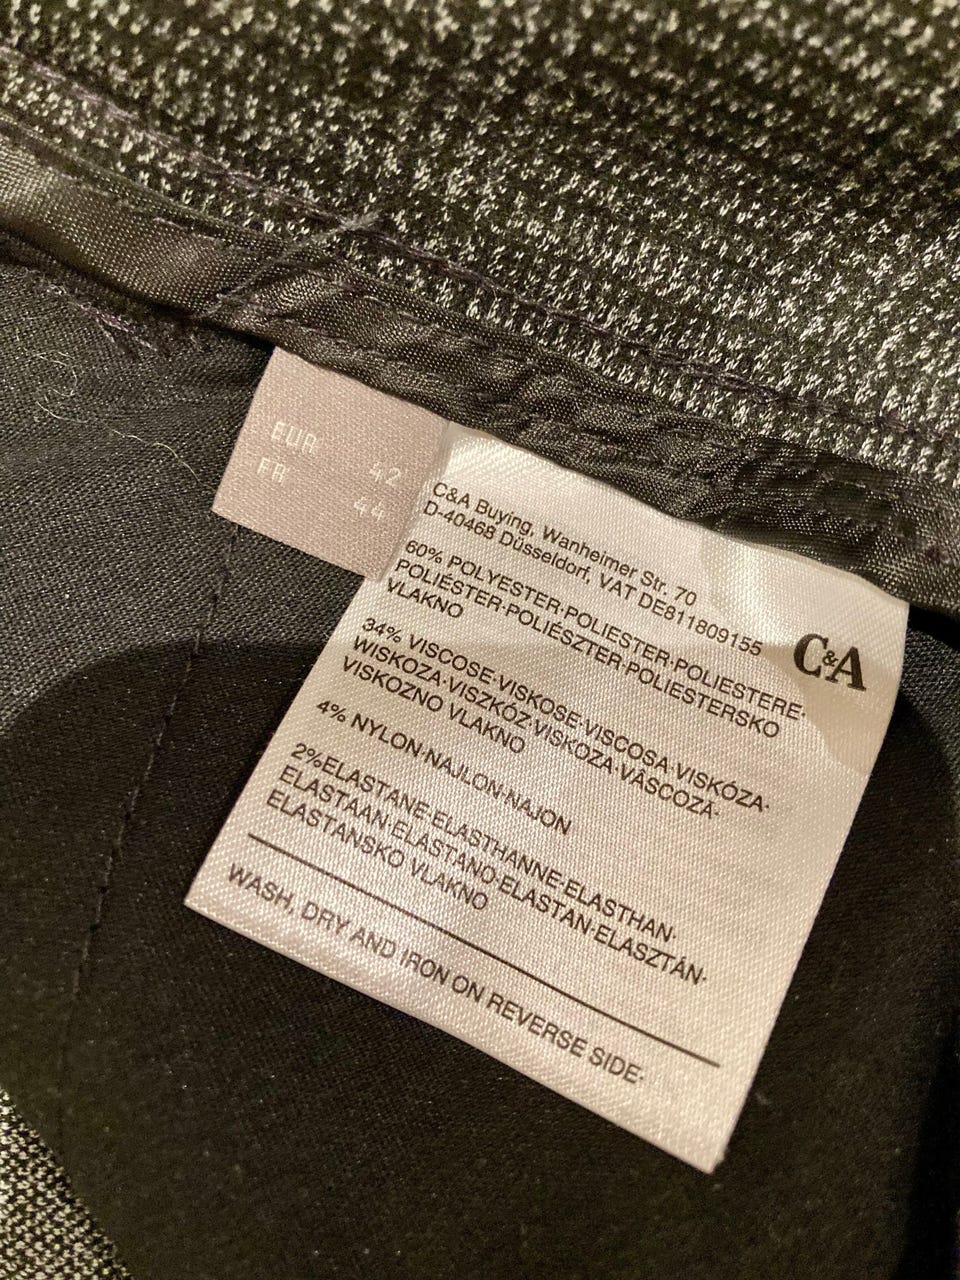 EUR 42
FR 44
C&A Buying, Wanheimer Str. 70
D-40468 Düsseldorf, VAT DE811809155
C&A
60% POLYESTER·POLIESTER·POLIESTERE·
POLIÉSTER·POLIÉSZTER·POLIESTERSKO
VLAKNO
34% VISCOSE·VISKOSE·VISCOSA·VISKÓZA·
WISKOZA·VISZKÓZ·VISKOZA·VÂSCOZĂ·
VISKOZNO VLAKNO
4% NYLON·NAJLON·NAJON
2%ELASTANE·ELASTHANNE·ELASTHAN·
ELASTAAN·ELASTANO·ELASTAN·ELASZTÁN·
ELASTANSKO VLAKNO
WASH, DRY AND IRON ON REVERSE SIDE·